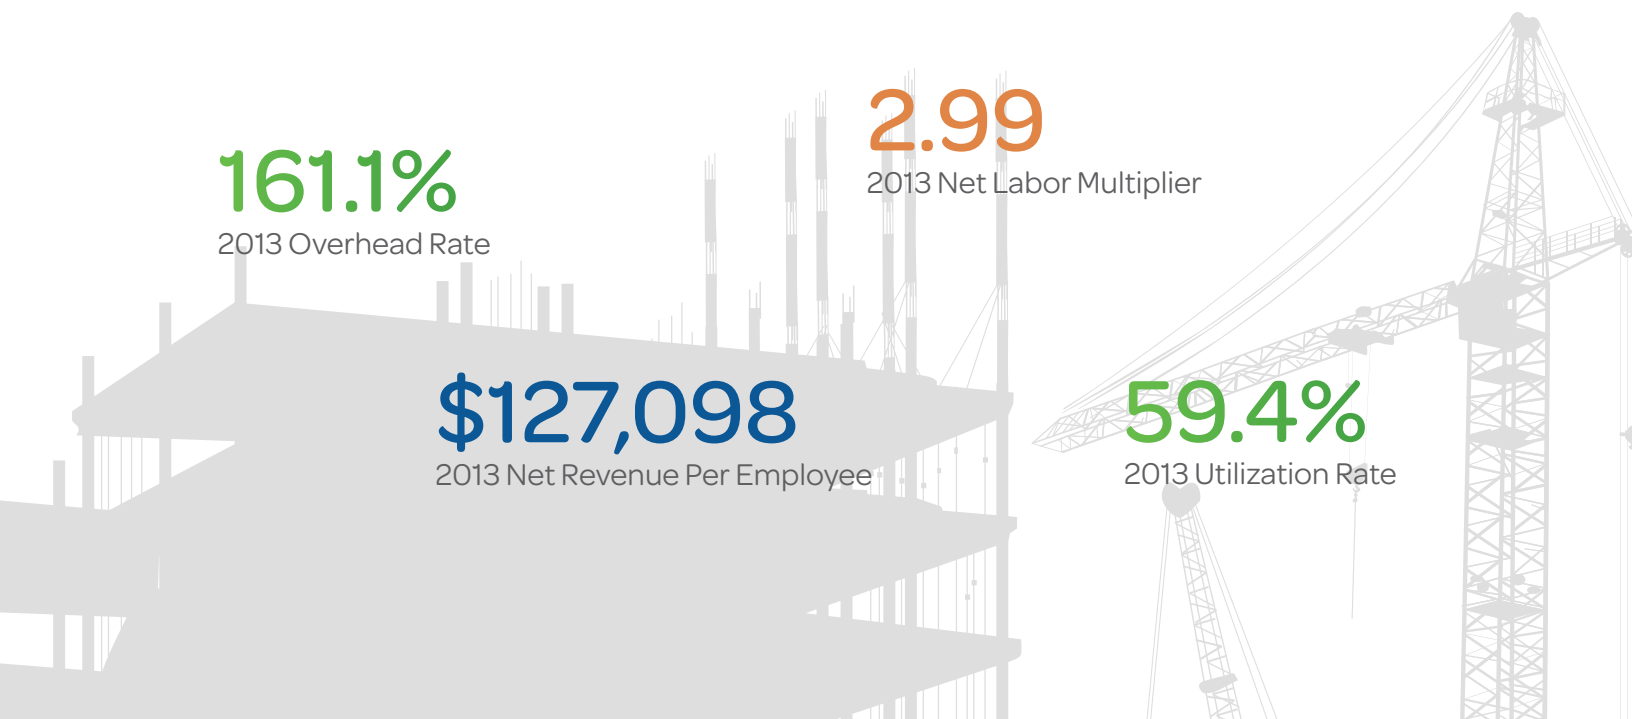 2.99
2013 Net Labor Multiplier
161.1%
2013 Overhead Rate
$127,098
2013 Net Revenue Per Employee
59.4%
2013 Utilization Rate